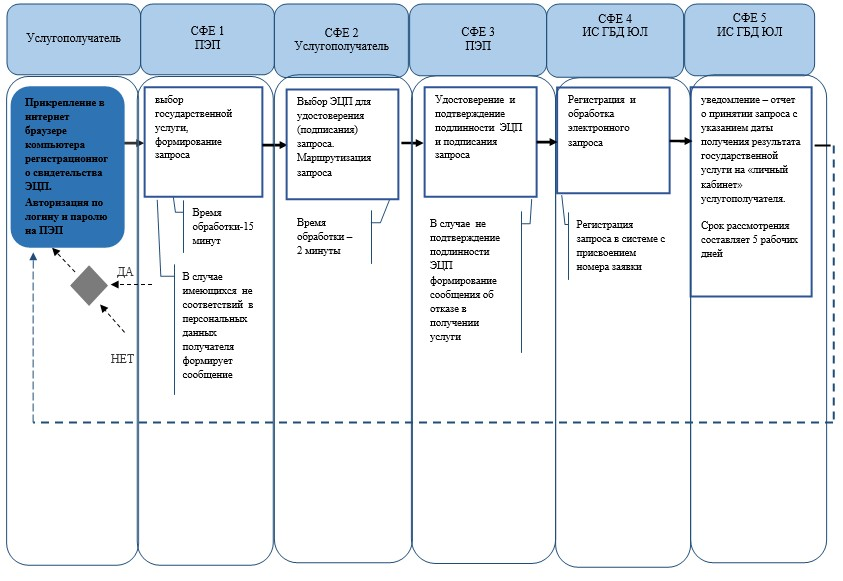 Услугополучатель
СФЕ 1
ПЭП
СФЕ 2
Услугополучатель
СФЕ 3
ПЭП
СФЕ 4
ИС ГБД ЮЛ
СФЕ 5
ИС ГБД ЮЛ
Прикрепление в
интернет
браузере
компьютера
регистрационног
о свидетельства
ЭЦП.
Авторизация по
логину и паролю
на ПЭП
ДА
НЕТ
выбор
государственной
услуги,
формирование
запроса
Время
обработки-15
минут
В случае
имеющихся не
соответствий в
персональных
данных
получателя
формирует
сообщение
Выбор ЭЦП для
удостоверения
(подписания)
запроса.
Маршрутизация
запроса
Время
обработки –
2 минуты
Удостоверение и
подтверждение
подлинности ЭЦП
и подписания
запроса
В случае не
подтверждение
подлинности
ЭЦП
формирование
сообщения об
отказе в
получении
услуги
Регистрация и
обработка
электронного
запроса
Регистрация
запроса в системе с
присвоением
номера заявки
уведомление – отчет
о принятии запроса с
указанием даты
получения результата
государственной
услуги на «личный
кабинет»
услугополучателя.
Срок рассмотрения
составляет 5 рабочих
дней